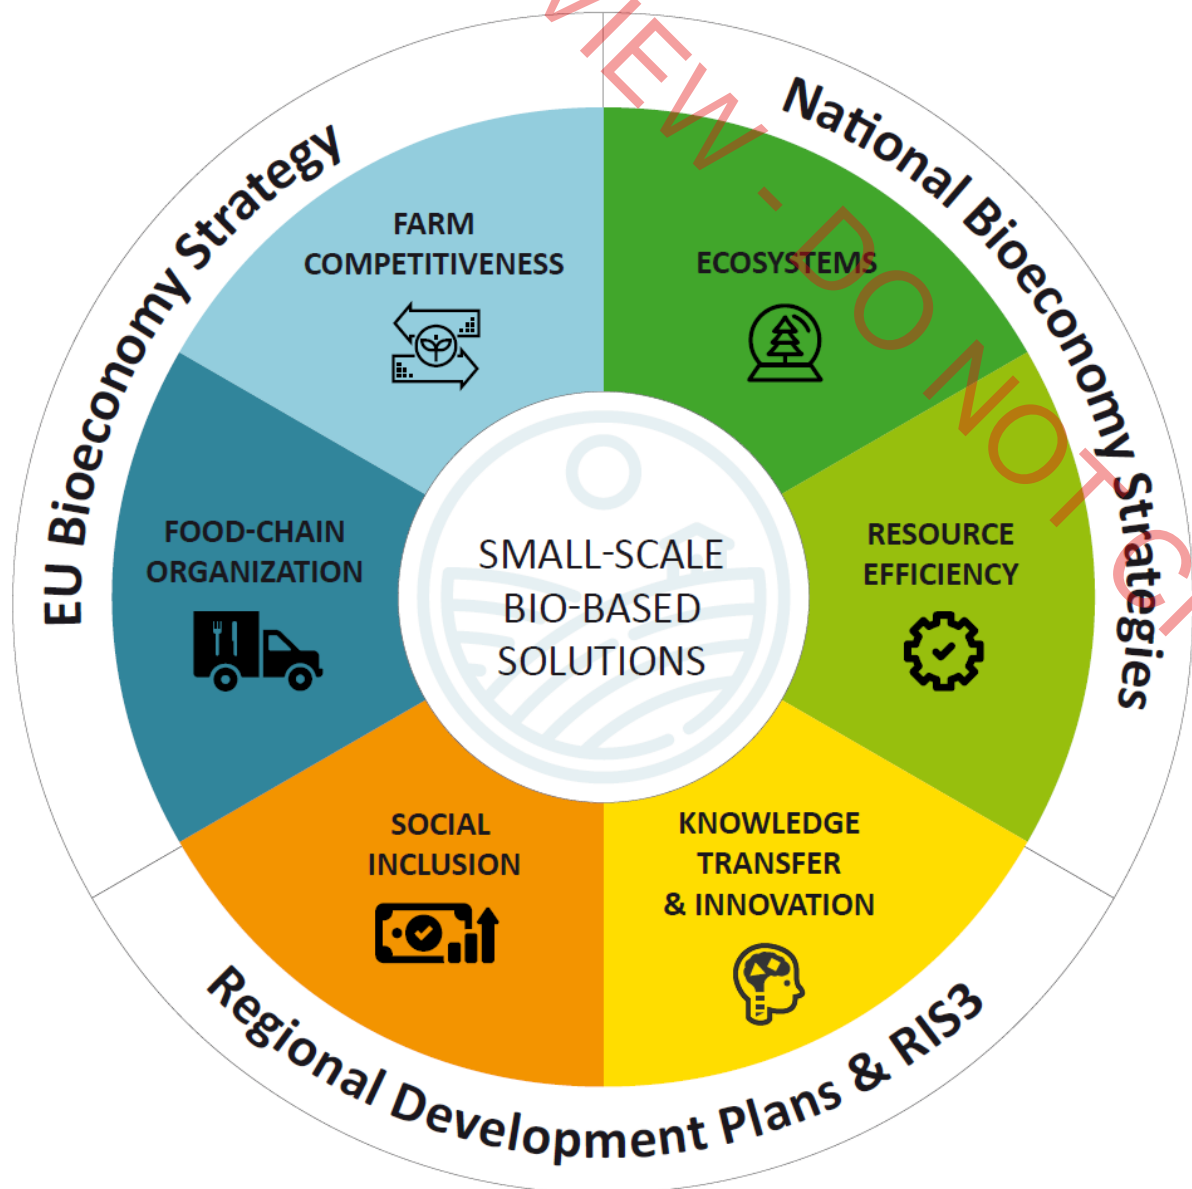 EU Bioeconomy Strategy
National Bioeconomy Strategies
FARM
COMPETITIVENESS
ECOSYSTEMS
FOOD-CHAIN
ORGANIZATION
RESOURCE
EFFICIENCY
SMALL-SCALE
BIO-BASED
SOLUTIONS
SOCIAL
INCLUSION
KNOWLEDGE
TRANSFER
& INNOVATION
Regional Development Plans & RIS3
- DO NOT